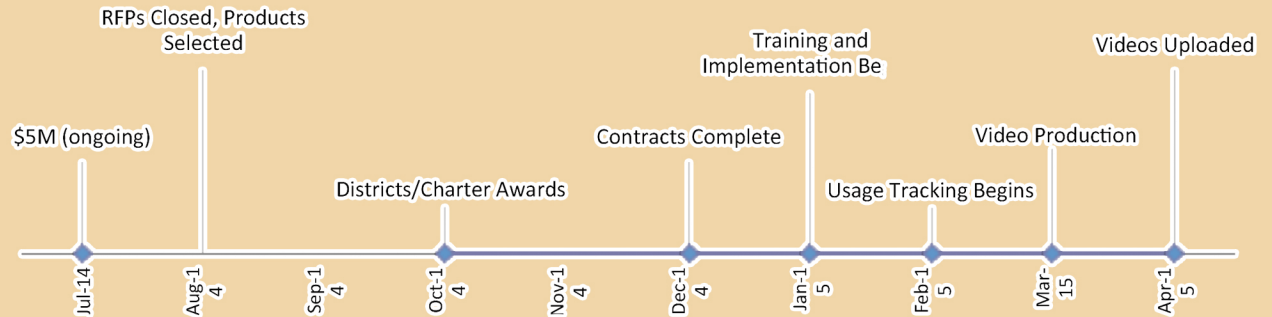 RFPs Closed, Products
Selected
Training and
Implementation Be
Videos Uploaded
$5M (ongoing)
Contracts Complete
Video Production
Districts/Charter Awards
Usage Tracking Begins
Jul-14
Aug-1
4
Sep-1
4
Oct-1
4
Nov-1
4
Dec-1
4
Jan-1
5
Feb-1
5
Mar-
15
Apr-1
5